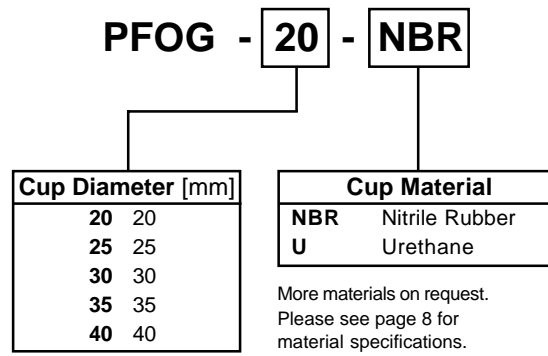 PFOG - 20 - NBR
Cup Diameter [mm]
20 20
25 25
30 30
35 35
40 40
Cup Material
NBR Nitrile Rubber
U Urethane
More materials on request.
Please see page 8 for
material specifications.